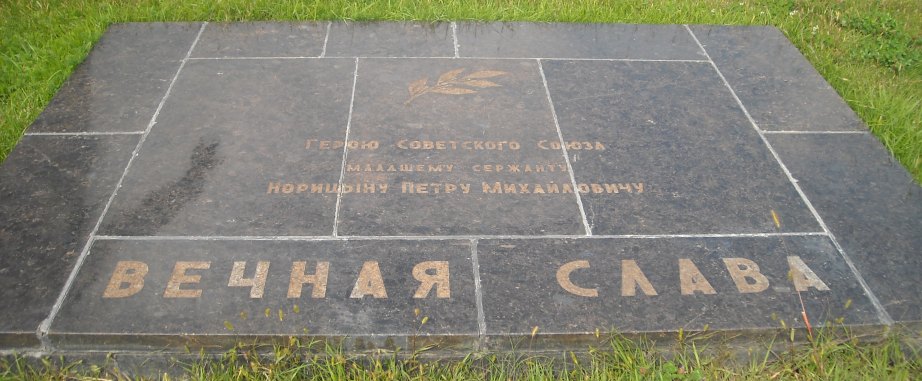 Герою Советского Союза
младшему сержанту
Норицыну Петру Михайловичу
ВЕЧНАЯ СЛАВА